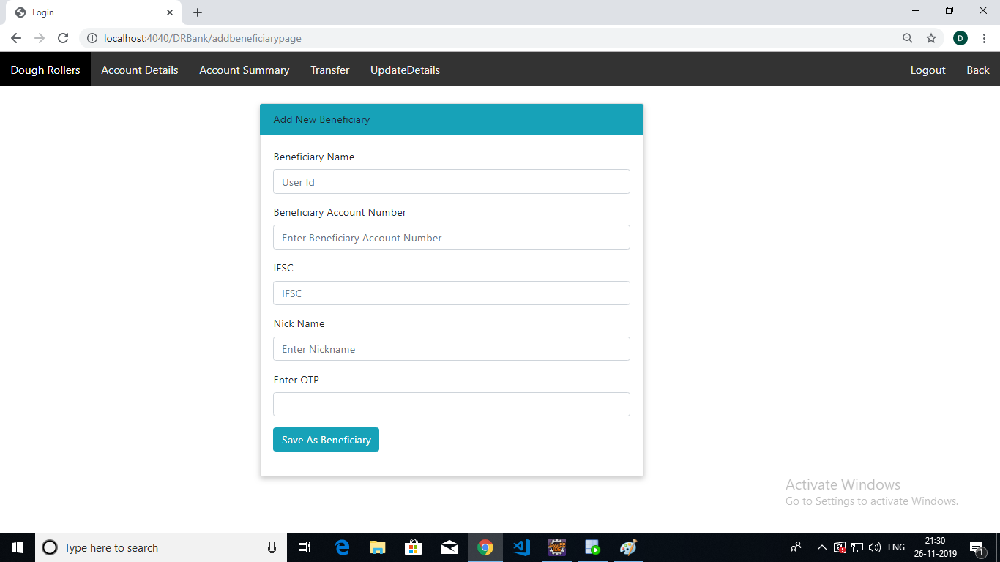 Login
localhost:4040/DRBank/addbeneficiarypage
D
Dough Rollers Account Details Account Summary Transfer UpdateDetails Logout Back
Add New Beneficiary
Beneficiary Name
User Id
Beneficiary Account Number
Enter Beneficiary Account Number
IFSC
IFSC
Nick Name
Enter Nickname
Enter OTP
Save As Beneficiary
Activate Windows
Go to Settings to activate Windows.
Type here to search
ENG
21:30
26-11-2019
1